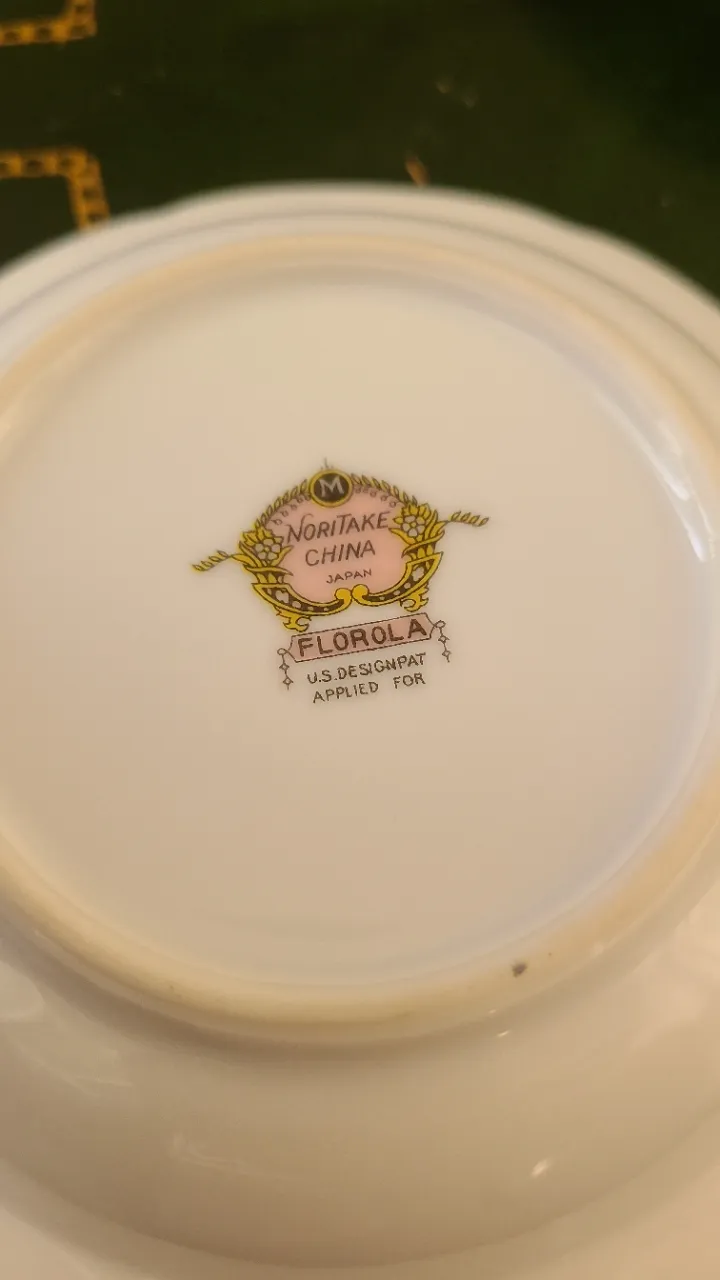 M
NORITAKE
CHINA
JAPAN
FLOROLA
U.S.DESIGNPAT
APPLIED FOR